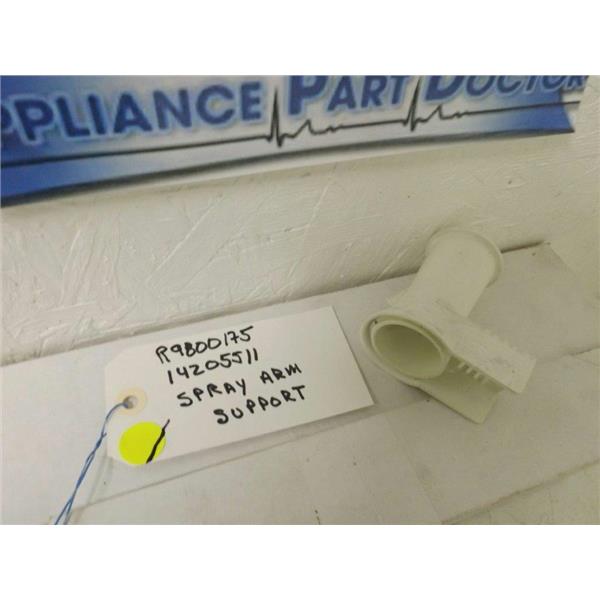 PPLIANCE PART DOCTOR
R9800175
14205511
SPRAY ARM
SUPPORT